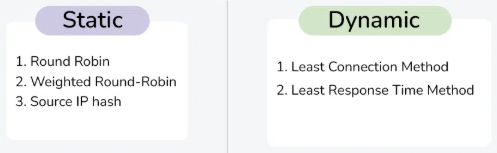 Static
1. Round Robin
2. Weighted Round-Robin
3. Source IP hash
Dynamic
1. Least Connection Method
2. Least Response Time Method